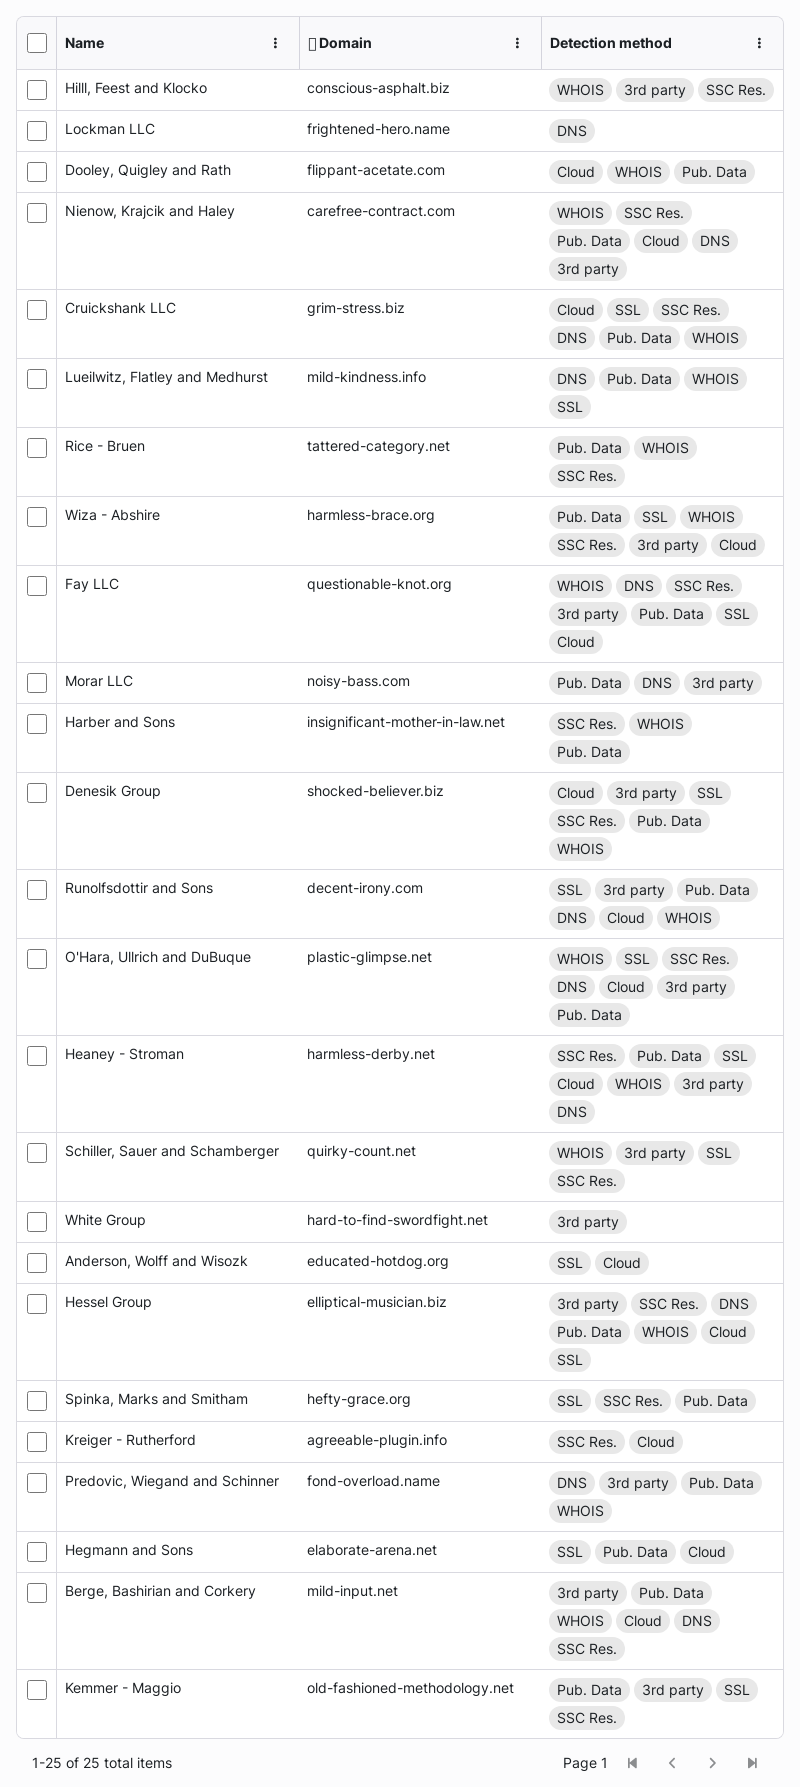 Name Domain Detection method
Hilll, Feest and Klocko conscious-asphalt.biz WHOIS 3rd party SSC Res.
Lockman LLC frightened-hero.name DNS
Dooley, Quigley and Rath flippant-acetate.com Cloud WHOIS Pub. Data
Nienow, Krajcik and Haley carefree-contract.com WHOIS SSC Res.
Pub. Data Cloud DNS
3rd party
Cruickshank LLC grim-stress.biz Cloud SSL SSC Res.
DNS Pub. Data WHOIS
Lueilwitz, Flatley and Medhurst mild-kindness.info DNS Pub. Data WHOIS
SSL
Rice - Bruen tattered-category.net Pub. Data WHOIS
SSC Res.
Wiza - Abshire harmless-brace.org Pub. Data SSL WHOIS
SSC Res. 3rd party Cloud
Fay LLC questionable-knot.org WHOIS DNS SSC Res.
3rd party Pub. Data SSL
Cloud
Morar LLC noisy-bass.com Pub. Data DNS 3rd party
Harber and Sons insignificant-mother-in-law.net SSC Res. WHOIS
Pub. Data
Denesik Group shocked-believer.biz Cloud 3rd party SSL
SSC Res. Pub. Data
WHOIS
Runolfsdottir and Sons decent-irony.com SSL 3rd party Pub. Data
DNS Cloud WHOIS
O'Hara, Ullrich and DuBuque plastic-glimpse.net WHOIS SSL SSC Res.
DNS Cloud 3rd party
Pub. Data
Heaney - Stroman harmless-derby.net SSC Res. Pub. Data SSL
Cloud WHOIS 3rd party
DNS
Schiller, Sauer and Schamberger quirky-count.net WHOIS 3rd party SSL
SSC Res.
White Group hard-to-find-swordfight.net 3rd party
Anderson, Wolff and Wisozk educated-hotdog.org SSL Cloud
Hessel Group elliptical-musician.biz 3rd party SSC Res. DNS
Pub. Data WHOIS Cloud
SSL
Spinka, Marks and Smitham hefty-grace.org SSL SSC Res. Pub. Data
Kreiger - Rutherford agreeable-plugin.info SSC Res. Cloud
Predovic, Wiegand and Schinner fond-overload.name DNS 3rd party Pub. Data
WHOIS
Hegmann and Sons elaborate-arena.net SSL Pub. Data Cloud
Berge, Bashirian and Corkery mild-input.net 3rd party Pub. Data
WHOIS Cloud DNS
SSC Res.
Kemmer - Maggio old-fashioned-methodology.net Pub. Data 3rd party SSL
SSC Res.
1-25 of 25 total items Page 1